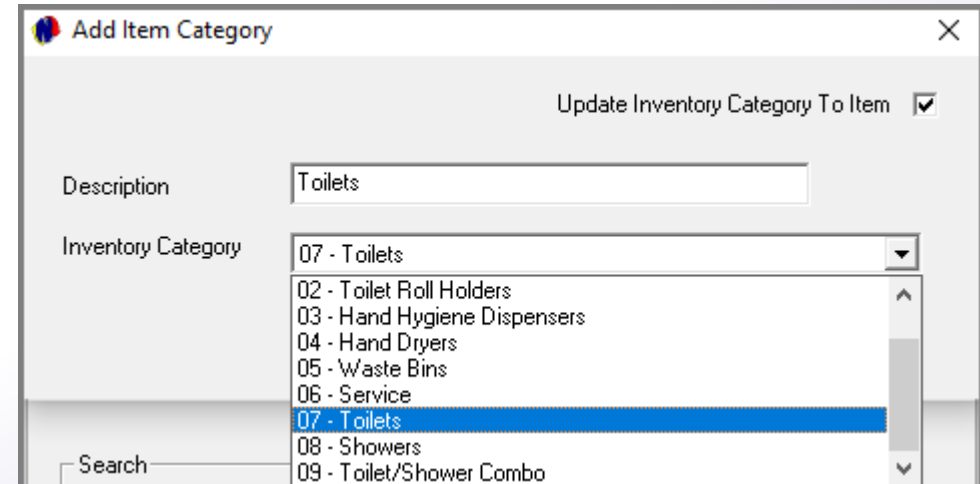 Add Item Category
Update Inventory Category To Item
Description
Toilets
Inventory Category
07 - Toilets
02 - Toilet Roll Holders
03 - Hand Hygiene Dispensers
04 - Hand Dryers
05 - Waste Bins
06 - Service
07 - Toilets
08 - Showers
Search
09 - Toilet/Shower Combo